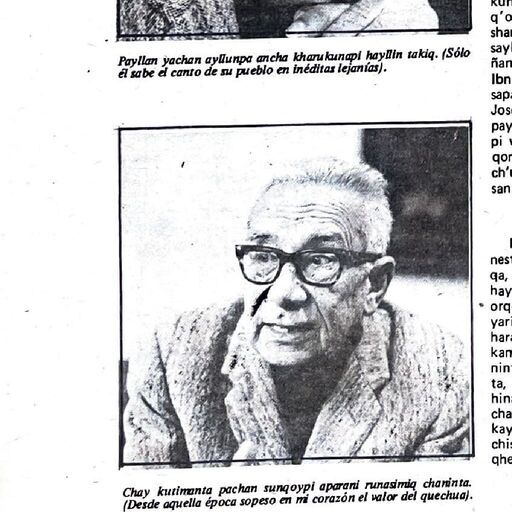 Payllan yachan ayllunpa ancha kharukunapi hayllin takiq. (Sólo
él sabe el canto de su pueblo en inéditas lejanías).
Chay kutimanta pachan sunqoypi aparani runasimiq chaninta.
(Desde aquella época sopeso en mi corazón el valor del quechua).
q'o
shar
sayl
ñam
Ibn
sapa
Jos
pay
pi
qor
ch'u
san
nest
qa,
hay
orq
yari
hara
kam
nin
ta,
hina
cha
kay
chis
qhe